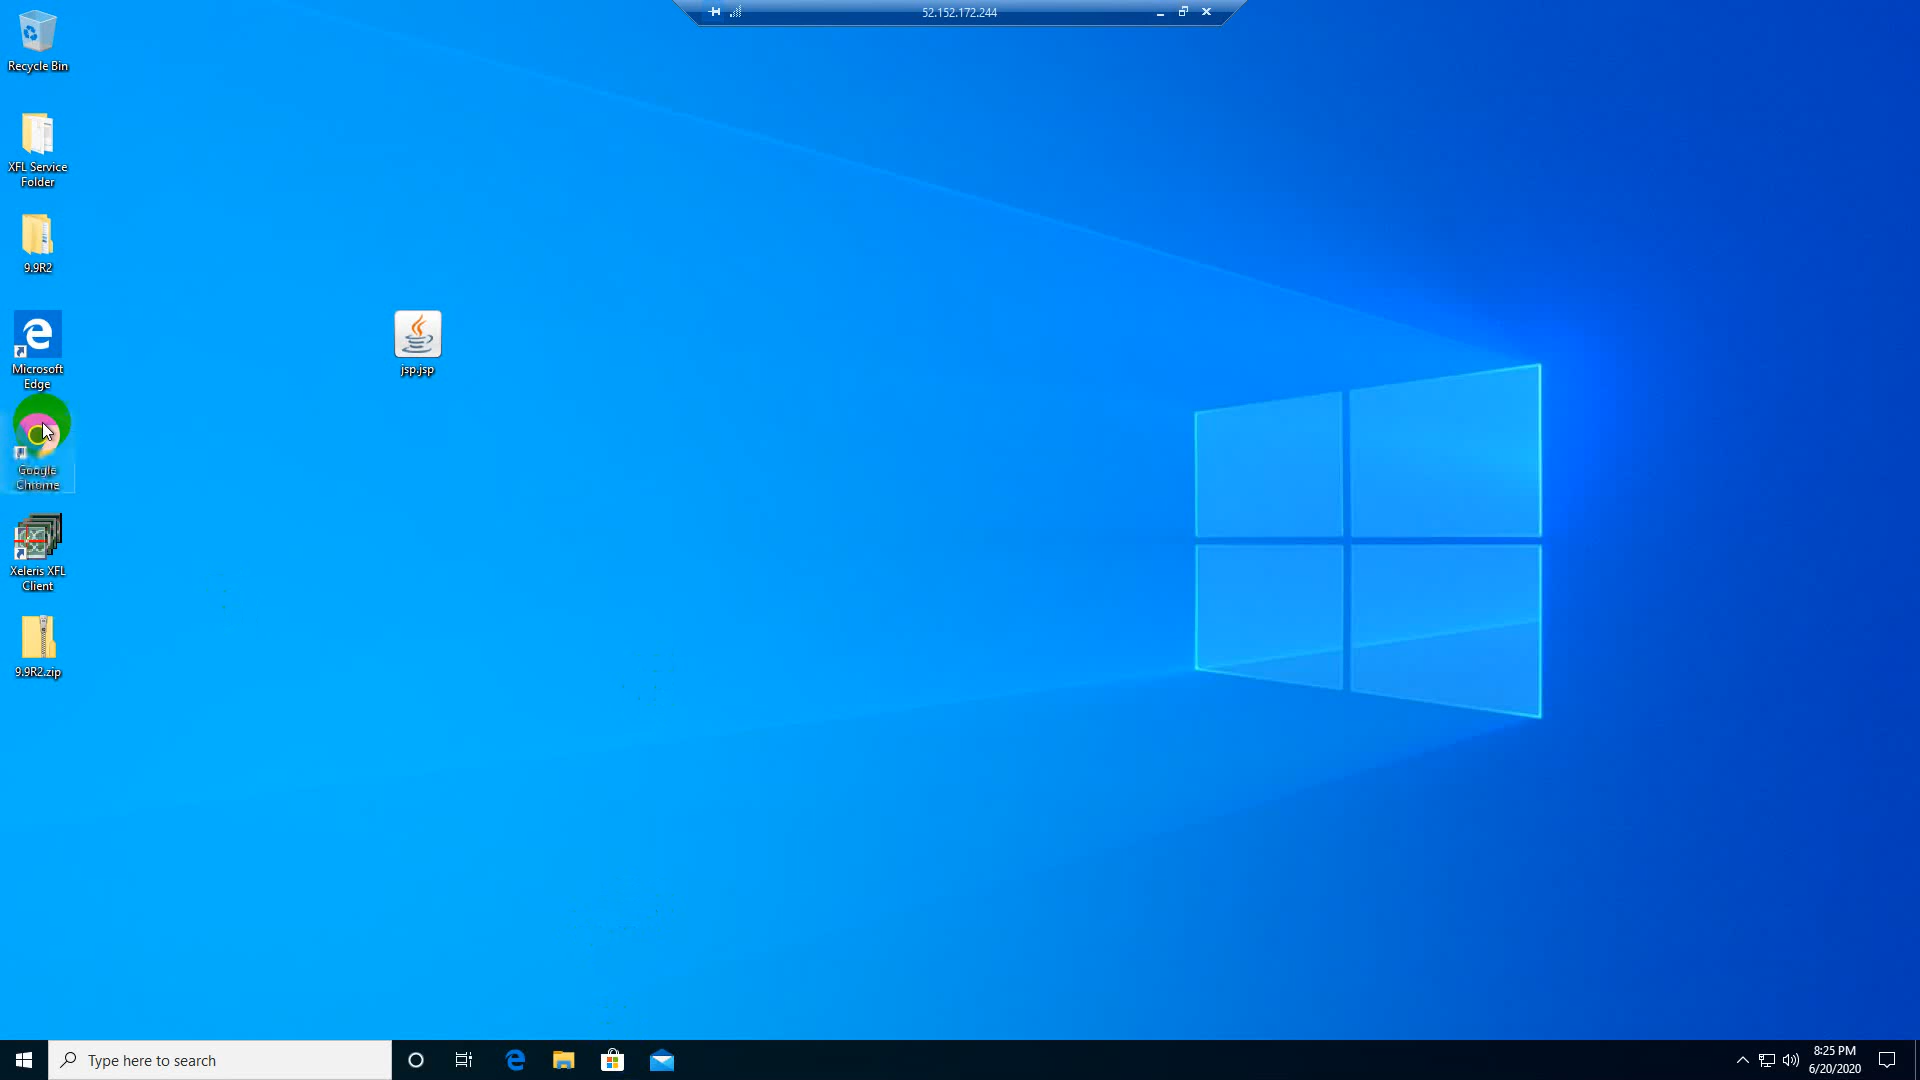 52.152.172.244
Recycle Bin
XFL Service
Folder
9.9R2
Microsoft
Edge
jsp.jsp
Google
Chrome
Xeleris XFL
Client
9.9R2.zip
Type here to search
8:25 PM
6/20/2020